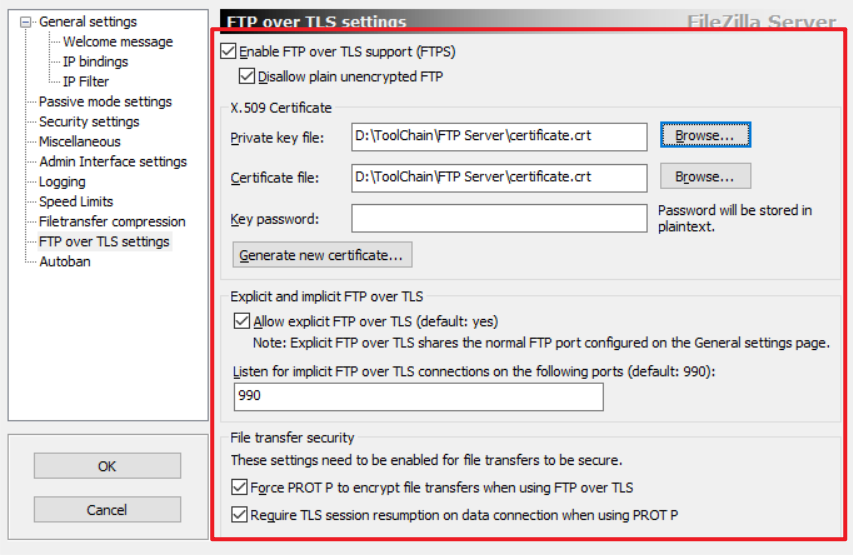 General settings
Welcome message
IP bindings
IP Filter
Passive mode settings
Security settings
Miscellaneous
Admin Interface settings
Logging
Speed Limits
Filetransfer compression
FTP over TLS settings
Autoban
OK
Cancel
FTP over TLS settings
FileZilla Server
Enable FTP over TLS support (FTPS)
Disallow plain unencrypted FTP
X.509 Certificate
Private key file: D:\ToolChain\FTP Server\certificate.crt Browse...
Certificate file: D:\ToolChain\FTP Server\certificate.crt Browse...
Key password: Password will be stored in
plaintext.
Generate new certificate...
Explicit and implicit FTP over TLS
Allow explicit FTP over TLS (default: yes)
Note: Explicit FTP over TLS shares the normal FTP port configured on the General settings page.
Listen for implicit FTP over TLS connections on the following ports (default: 990):
990
File transfer security
These settings need to be enabled for file transfers to be secure.
Force PROT P to encrypt file transfers when using FTP over TLS
Require TLS session resumption on data connection when using PROT P